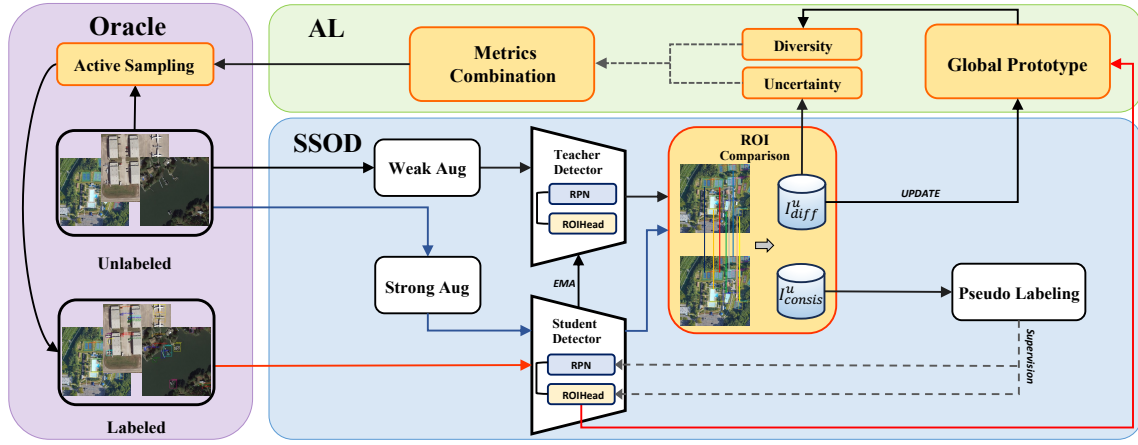 Oracle
Active Sampling
Unlabeled
Labeled
AL
Metrics
Combination
Diversity
Uncertainty
Global Prototype
SSOD
Weak Aug
Strong Aug
Teacher
Detector
RPN
ROIHead
EMA
Student
Detector
RPN
ROIHead
ROI
Comparison
I^u_diff
I^u_consis
UPDATE
Pseudo Labeling
Supervision